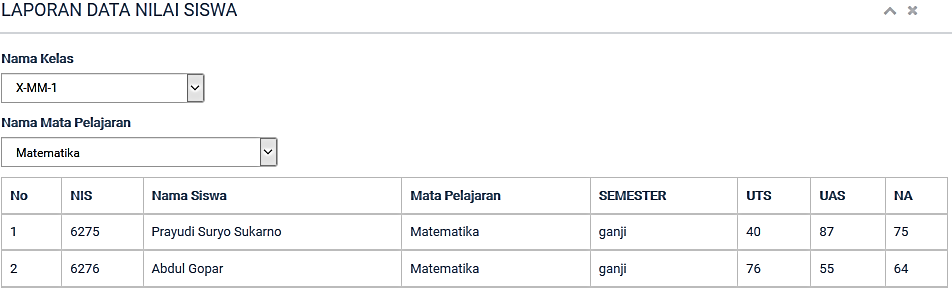 LAPORAN DATA NILAI SISWA
Nama Kelas
X-MM-1
Nama Mata Pelajaran
Matematika
No NIS Nama Siswa Mata Pelajaran SEMESTER UTS UAS NA
1 6275 Prayudi Suryo Sukarno Matematika ganji 40 87 75
2 6276 Abdul Gopar Matematika ganji 76 55 64